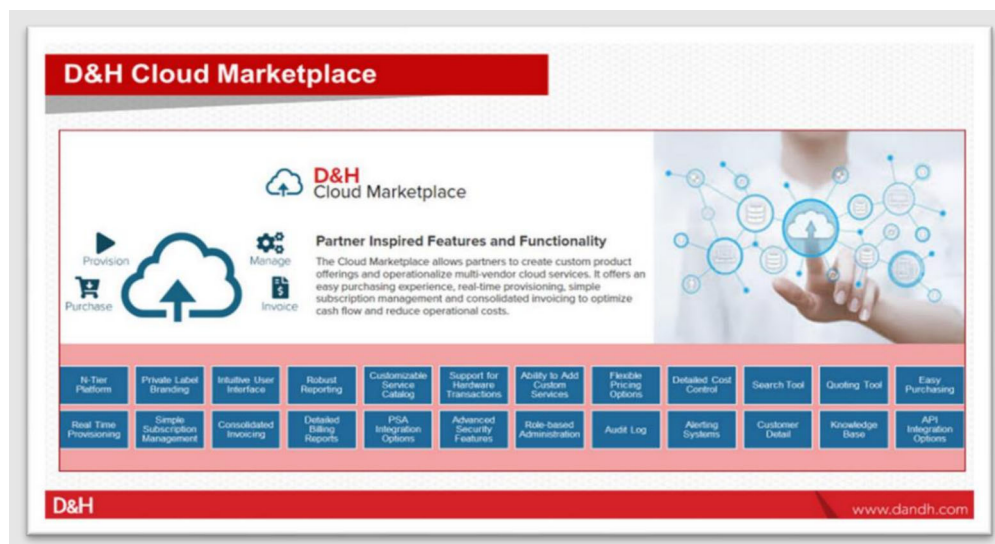 D&H Cloud Marketplace
D&H
Cloud Marketplace
Provision
Manage
Purchase
Invoice
Partner Inspired Features and Functionality
The Cloud Marketplace allows partners to create custom product
offerings and operationalize multi-vendor cloud services. It offers an
easy purchasing experience, real-time provisioning, simple
subscription management and consolidated invoicing to optimize
cash flow and reduce operational costs.
N-Tier
Platform
Private Label
Branding
Intuitive User
Interface
Robust
Reporting
Customizable
Service
Catalog
Support for
Hardware
Transactions
Ability to Add
Custom
Services
Flexible
Pricing
Options
Detailed Cost
Control
Search Tool
Quoting Tool
Easy
Purchasing
Real Time
Provisioning
Simple
Subscription
Management
Consolidated
Invoicing
Detailed
Billing
Reports
PSA
Integration
Options
Advanced
Security
Features
Role-based
Administration
Audit Log
Alerting
Systems
Customer
Detail
Knowledge
Base
API
Integration
Options
D&H
www.dandh.com